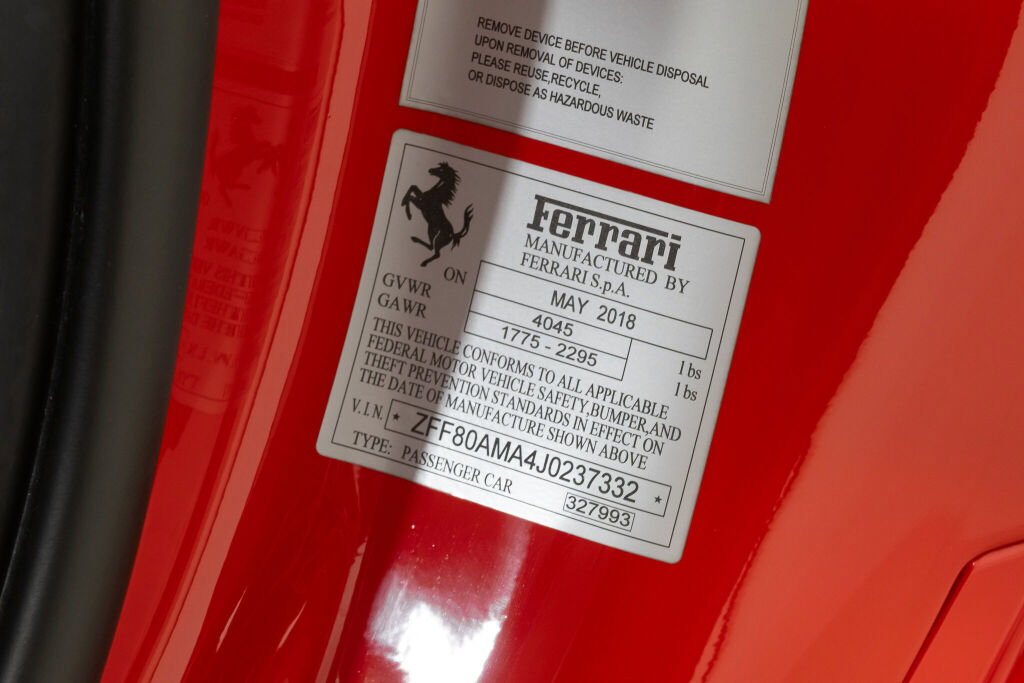 REMOVE DEVICE BEFORE VEHICLE DISPOSAL
UPON REMOVAL OF DEVICES:
PLEASE REUSE,RECYCLE,
OR DISPOSE AS HAZARDOUS WASTE
Ferrari
MANUFACTURED BY
FERRARI S.p.A.
ON MAY 2018
GVWR 4045 lbs
GAWR 1775 - 2295 lbs
THIS VEHICLE CONFORMS TO ALL APPLICABLE
FEDERAL MOTOR VEHICLE SAFETY,BUMPER,AND
THEFT PREVENTION STANDARDS IN EFFECT ON
THE DATE OF MANUFACTURE SHOWN ABOVE
V.I.N. * ZFF80AMA4J0237332 *
TYPE: PASSENGER CAR 327993